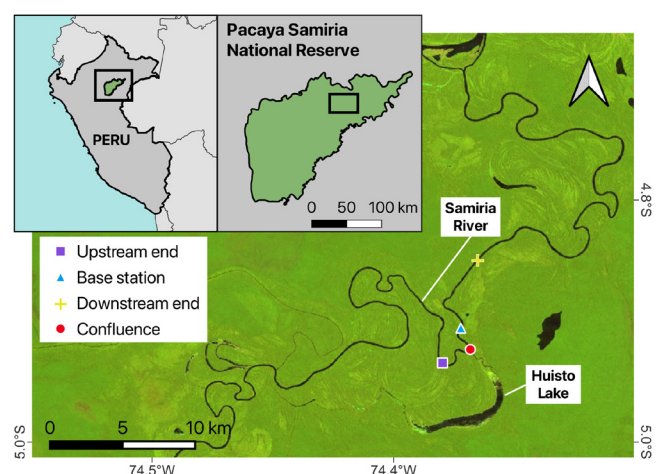 Pacaya Samiria
National Reserve
PERU
0 50 100 km
Samiria
River
4.8°S
Upstream end
Base station
Downstream end
Confluence
Huisto
Lake
0 5 10 km
5.0°S
5.0°S
74.5°W
74.4°W